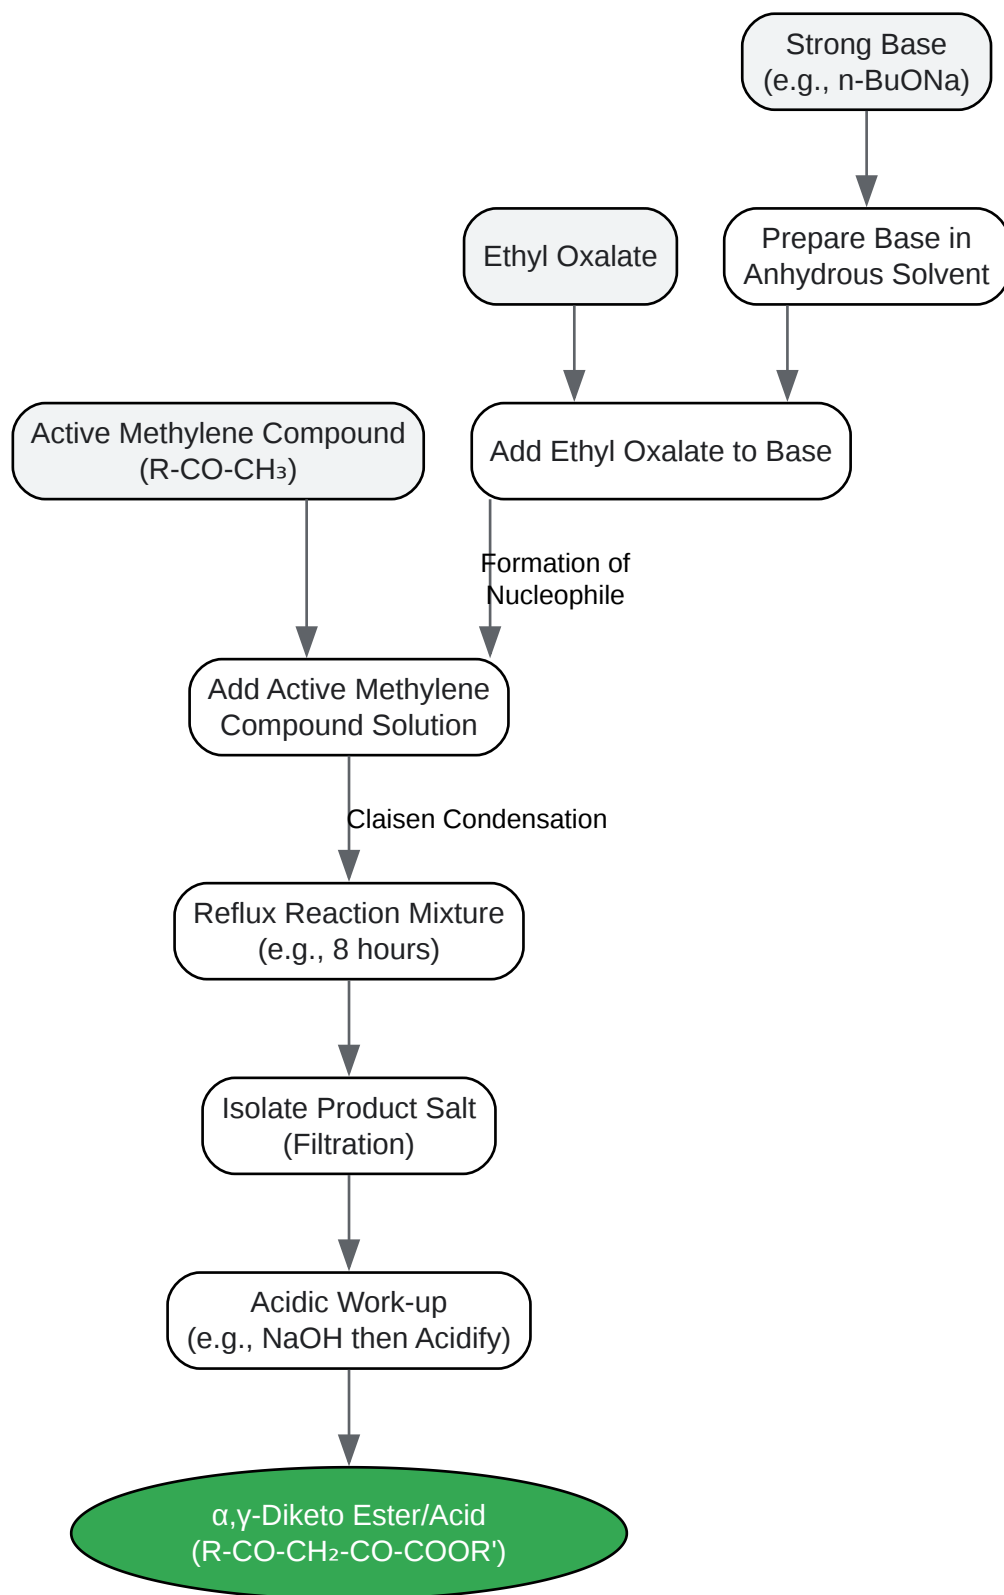 Strong Base
(e.g., n-BuONa)
Ethyl Oxalate
Prepare Base in
Anhydrous Solvent
Active Methylene Compound
(R-CO-CH₃)
Add Ethyl Oxalate to Base
Formation of
Nucleophile
Add Active Methylene
Compound Solution
Claisen Condensation
Reflux Reaction Mixture
(e.g., 8 hours)
Isolate Product Salt
(Filtration)
Acidic Work-up
(e.g., NaOH then Acidify)
α,γ-Diketo Ester/Acid
(R-CO-CH₂-CO-COOR')